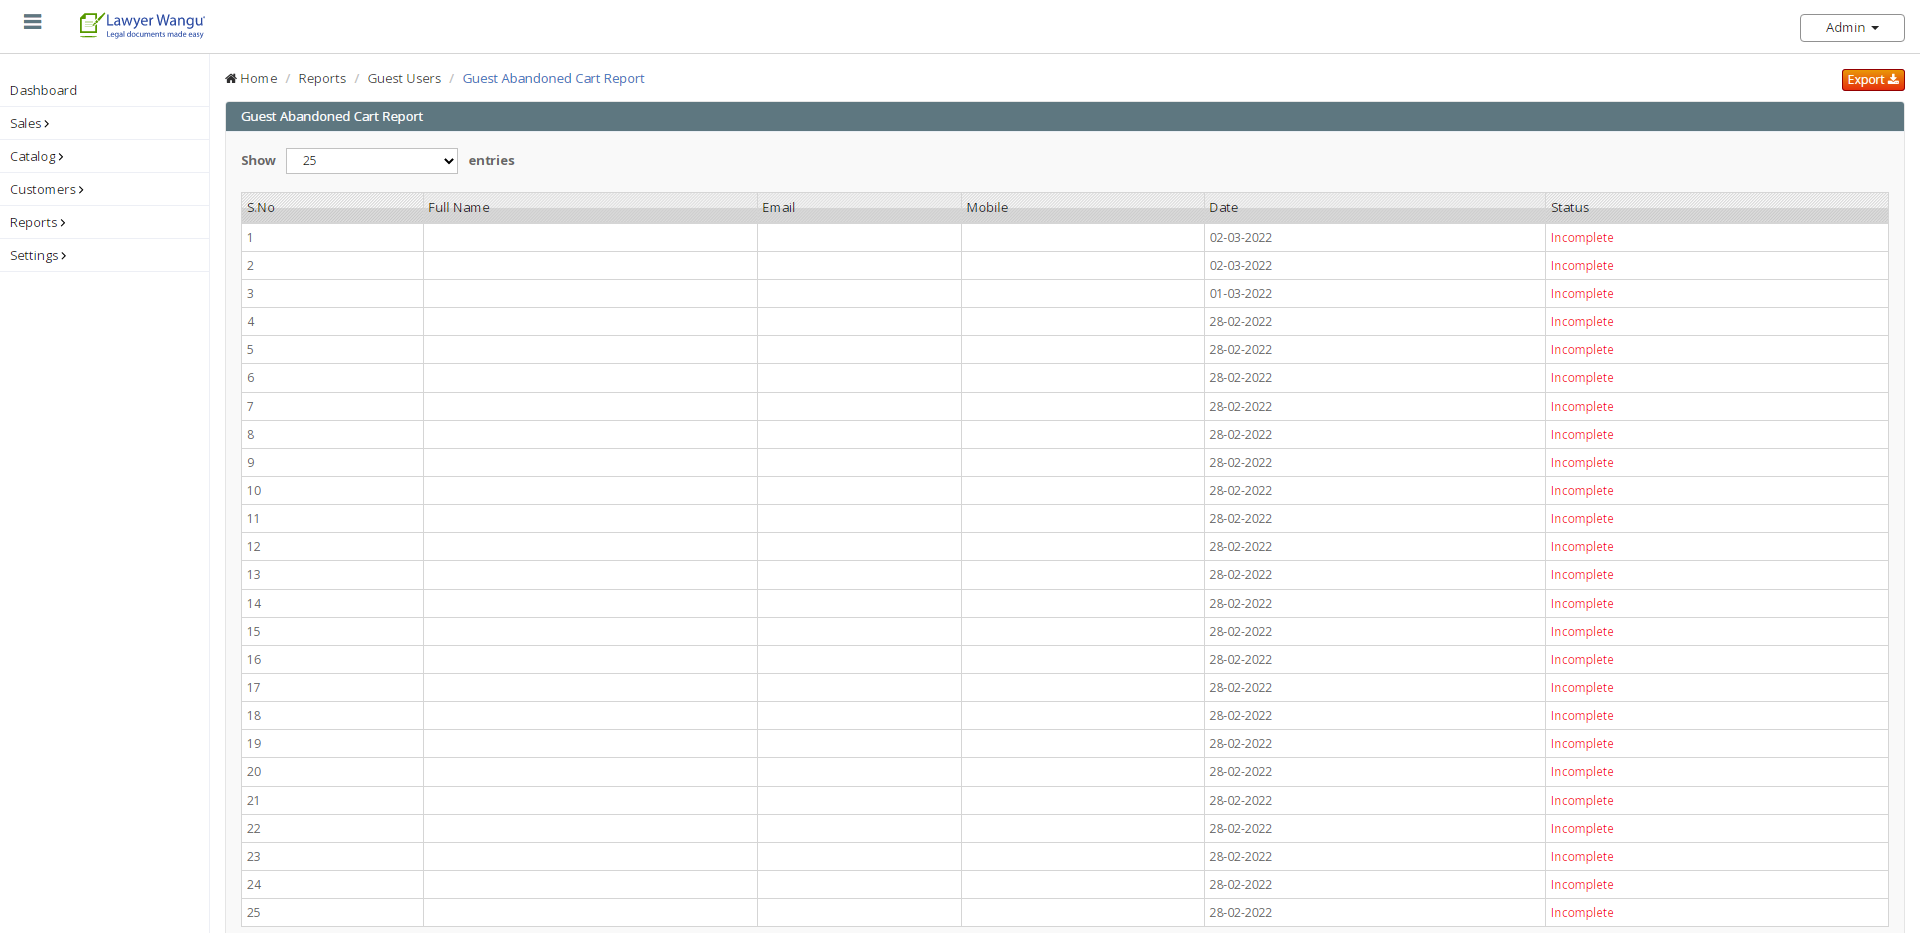 Lawyer Wangu
Legal documents made easy
Admin
Dashboard
Sales
Catalog
Customers
Reports
Settings
Home / Reports / Guest Users / Guest Abandoned Cart Report
Export
Guest Abandoned Cart Report
Show 25 entries
S.No Full Name Email Mobile Date Status
1 02-03-2022 Incomplete
2 02-03-2022 Incomplete
3 01-03-2022 Incomplete
4 28-02-2022 Incomplete
5 28-02-2022 Incomplete
6 28-02-2022 Incomplete
7 28-02-2022 Incomplete
8 28-02-2022 Incomplete
9 28-02-2022 Incomplete
10 28-02-2022 Incomplete
11 28-02-2022 Incomplete
12 28-02-2022 Incomplete
13 28-02-2022 Incomplete
14 28-02-2022 Incomplete
15 28-02-2022 Incomplete
16 28-02-2022 Incomplete
17 28-02-2022 Incomplete
18 28-02-2022 Incomplete
19 28-02-2022 Incomplete
20 28-02-2022 Incomplete
21 28-02-2022 Incomplete
22 28-02-2022 Incomplete
23 28-02-2022 Incomplete
24 28-02-2022 Incomplete
25 28-02-2022 Incomplete